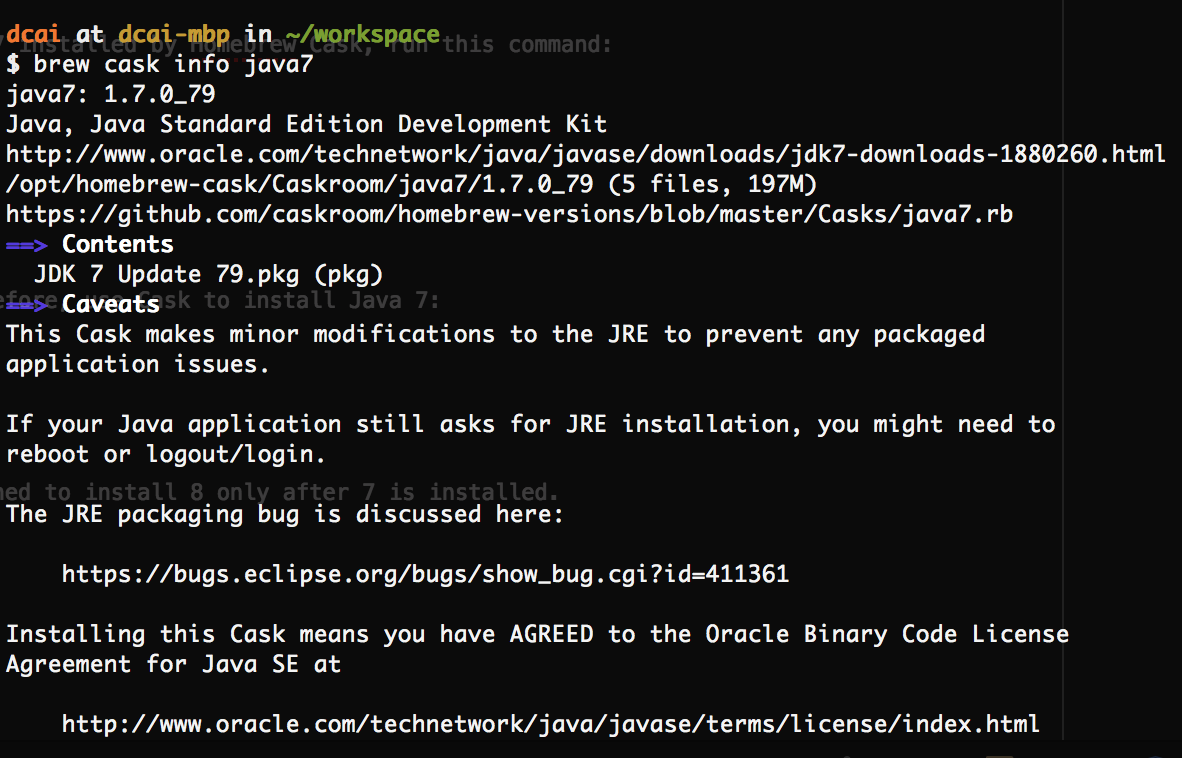 dcai at dcai-mbp in ~/workspace
installed by Homebrew Cask, run this command:
$ brew cask info java7
java7: 1.7.0_79
Java, Java Standard Edition Development Kit
http://www.oracle.com/technetwork/java/javase/downloads/jdk7-downloads-1880260.html
/opt/homebrew-cask/Caskroom/java7/1.7.0_79 (5 files, 197M)
https://github.com/caskroom/homebrew-versions/blob/master/Casks/java7.rb
==> Contents
JDK 7 Update 79.pkg (pkg)
efore, use Cask to install Java 7:
==> Caveats
This Cask makes minor modifications to the JRE to prevent any packaged
application issues.
If your Java application still asks for JRE installation, you might need to
reboot or logout/login.
ned to install 8 only after 7 is installed.
The JRE packaging bug is discussed here:
https://bugs.eclipse.org/bugs/show_bug.cgi?id=411361
Installing this Cask means you have AGREED to the Oracle Binary Code License
Agreement for Java SE at
http://www.oracle.com/technetwork/java/javase/terms/license/index.html